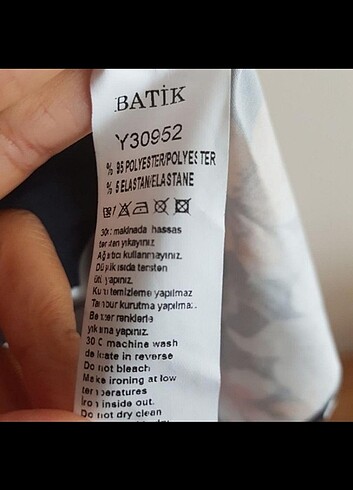 BATİK
Y30952
% 95 POLYESTER/POLYESTER
% 5 ELASTAN/ELASTANE
30c makinada hassas
tersten yıkayınız.
Ağartıcı kullanmayınız.
Düşük ısıda tersten
ütü yapınız.
Kuru temizleme yapılmaz
Tambur kurutma yapılmaz.
Benzer renklerle
yıkama yapınız.
30 C machine wash
delicate in reverse
Do not bleach
Make ironing at low
temperatures
Iron inside out.
Do not dry clean